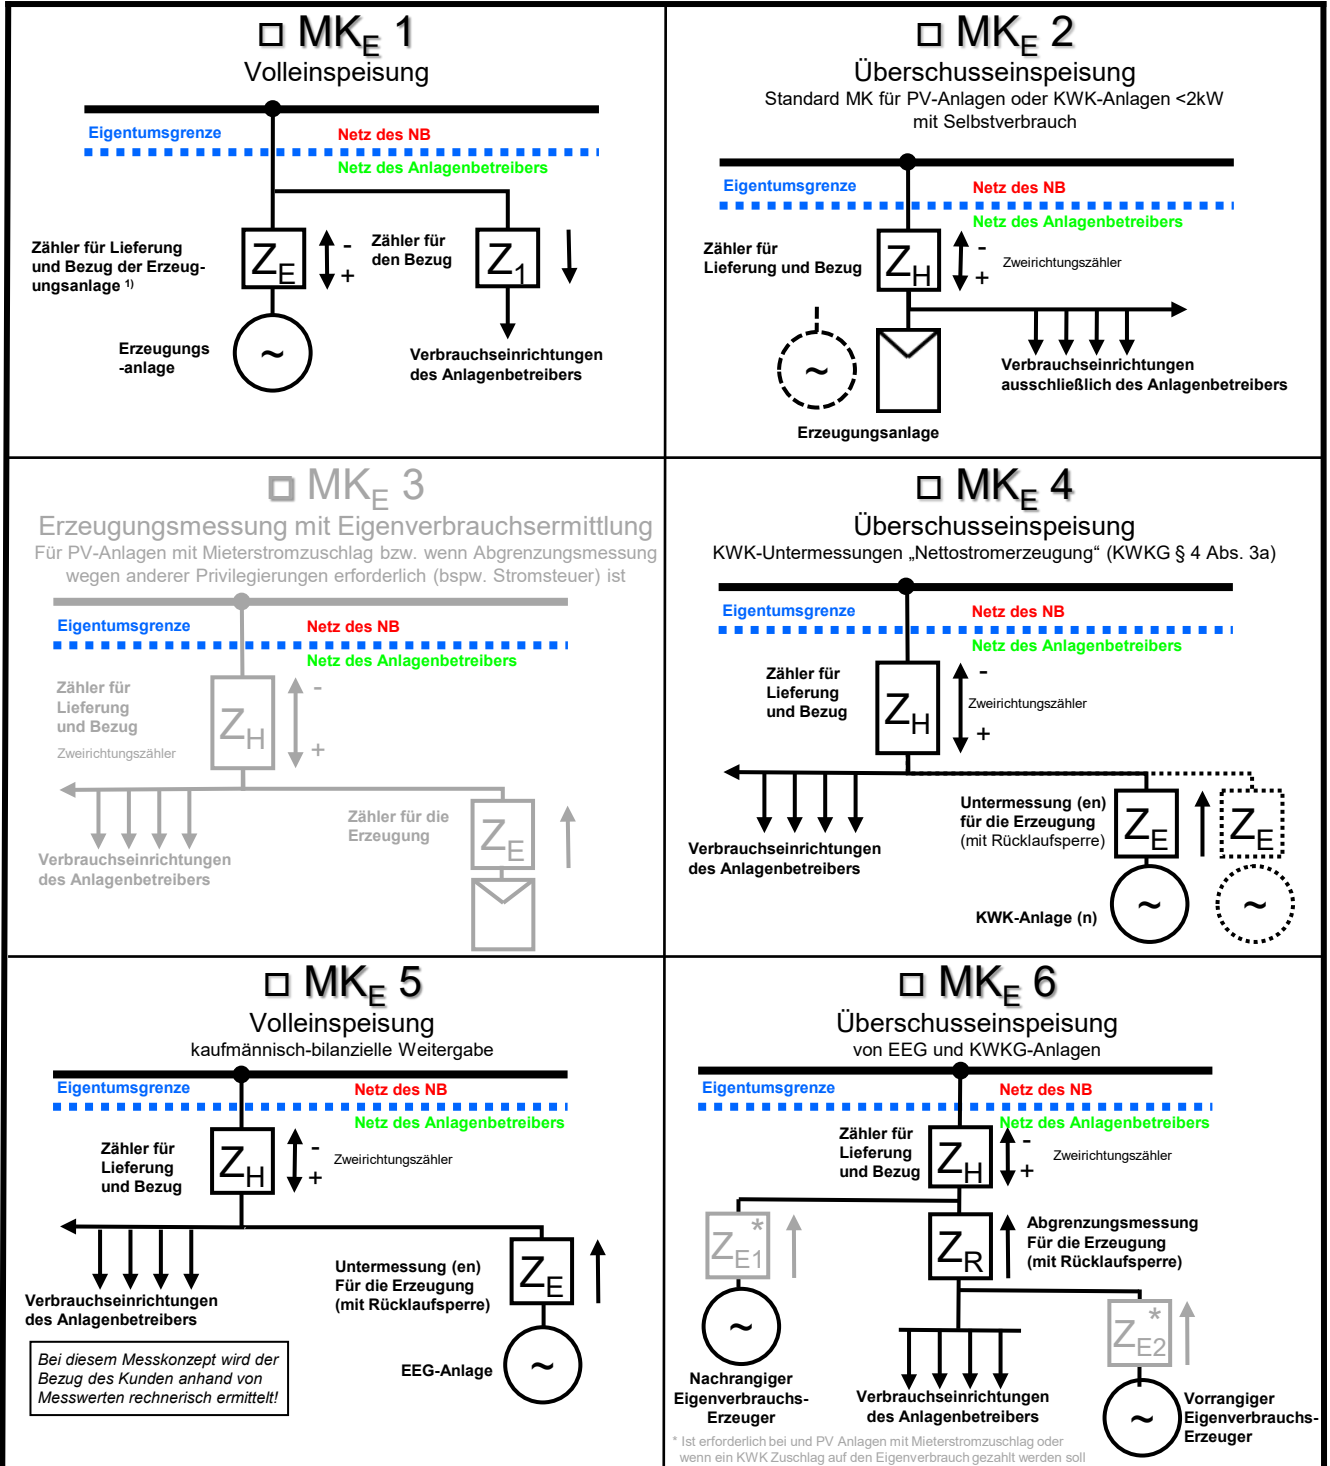 □ MKE 1
Volleinspeisung
Eigentumsgrenze
Netz des NB
Netz des Anlagenbetreibers
Zähler für Lieferung
und Bezug der Erzeug-
ungsanlage 1)
ZE
-
+
Zähler für
den Bezug
Z1
Erzeugungs
-anlage
~
Verbrauchseinrichtungen
des Anlagenbetreibers
□ MKE 2
Überschusseinspeisung
Standard MK für PV-Anlagen oder KWK-Anlagen <2kW
mit Selbstverbrauch
Eigentumsgrenze
Netz des NB
Netz des Anlagenbetreibers
Zähler für
Lieferung und Bezug
ZH
-
+
Zweirichtungszähler
~
Verbrauchseinrichtungen
ausschließlich des Anlagenbetreibers
Erzeugungsanlage
□ MKE 3
Erzeugungsmessung mit Eigenverbrauchsermittlung
Für PV-Anlagen mit Mieterstromzuschlag bzw. wenn Abgrenzungsmessung
wegen anderer Privilegierungen erforderlich (bspw. Stromsteuer) ist
Eigentumsgrenze
Netz des NB
Netz des Anlagenbetreibers
Zähler für
Lieferung
und Bezug
Zweirichtungszähler
ZH
-
+
Zähler für die
Erzeugung
ZE
Verbrauchseinrichtungen
des Anlagenbetreibers
□ MKE 4
Überschusseinspeisung
KWK-Untermessungen „Nettostromerzeugung“ (KWKG § 4 Abs. 3a)
Eigentumsgrenze
Netz des NB
Netz des Anlagenbetreibers
Zähler für
Lieferung
und Bezug
ZH
-
Zweirichtungszähler
+
Untermessung (en)
für die Erzeugung
(mit Rücklaufsperre)
ZE
ZE
Verbrauchseinrichtungen
des Anlagenbetreibers
KWK-Anlage (n)
~
~
□ MKE 5
Volleinspeisung
kaufmännisch-bilanzielle Weitergabe
Eigentumsgrenze
Netz des NB
Netz des Anlagenbetreibers
Zähler für
Lieferung
und Bezug
ZH
-
+
Zweirichtungszähler
Untermessung (en)
Für die Erzeugung
(mit Rücklaufsperre)
ZE
Verbrauchseinrichtungen
des Anlagenbetreibers
EEG-Anlage
~
Bei diesem Messkonzept wird der
Bezug des Kunden anhand von
Messwerten rechnerisch ermittelt!
□ MKE 6
Überschusseinspeisung
von EEG und KWKG-Anlagen
Eigentumsgrenze
Netz des NB
Netz des Anlagenbetreibers
Zähler für
Lieferung
und Bezug
ZH
-
+
Zweirichtungszähler
ZE1*
ZR
Abgrenzungsmessung
Für die Erzeugung
(mit Rücklaufsperre)
~
ZE2*
Nachrangiger
Eigenverbrauchs-
Erzeuger
Verbrauchseinrichtungen
des Anlagenbetreibers
~
Vorrangiger
Eigenverbrauchs-
Erzeuger
* Ist erforderlich bei und PV Anlagen mit Mieterstromzuschlag oder
wenn ein KWK Zuschlag auf den Eigenverbrauch gezahlt werden soll